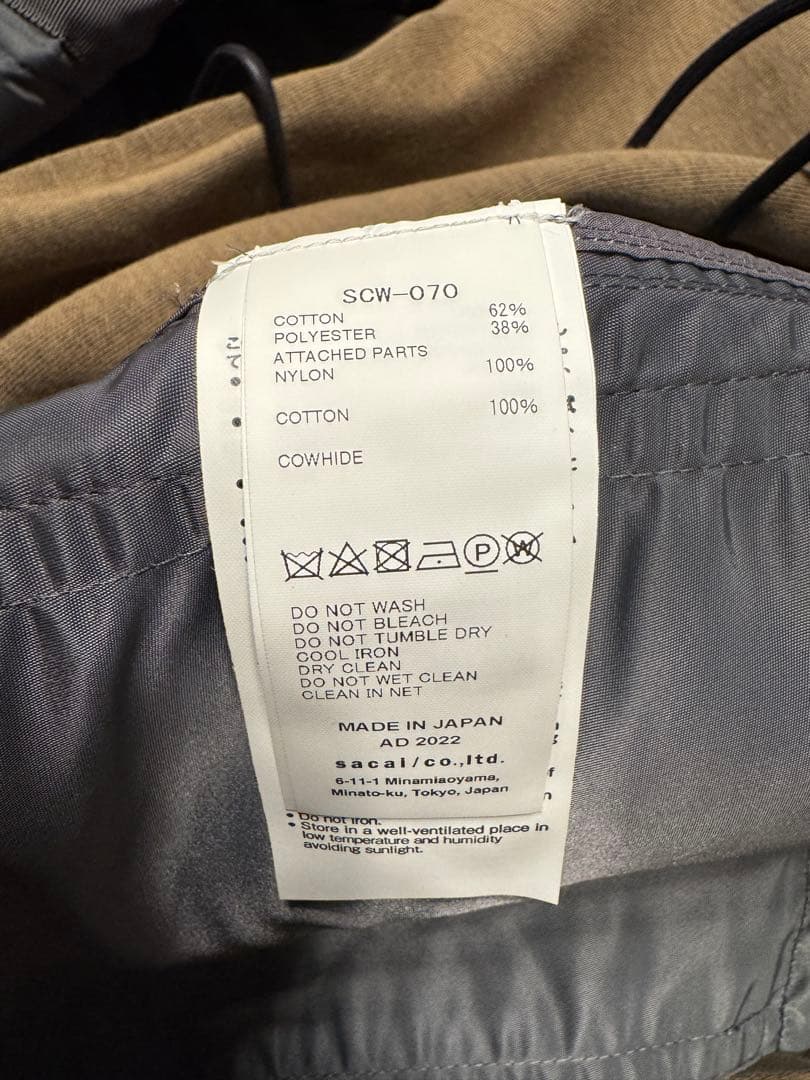 SCW-070
COTTON 62%
POLYESTER 38%
ATTACHED PARTS
NYLON 100%
COTTON 100%
COWHIDE
P
W
DO NOT WASH
DO NOT BLEACH
DO NOT TUMBLE DRY
COOL IRON
DRY CLEAN
DO NOT WET CLEAN
CLEAN IN NET
MADE IN JAPAN
AD 2022
sacai/co.,ltd.
6-11-1 Minamiaoyama,
Minato-ku, Tokyo, Japan
• Do not iron.
• Store in a well-ventilated place in
low temperature and humidity
avoiding sunlight.